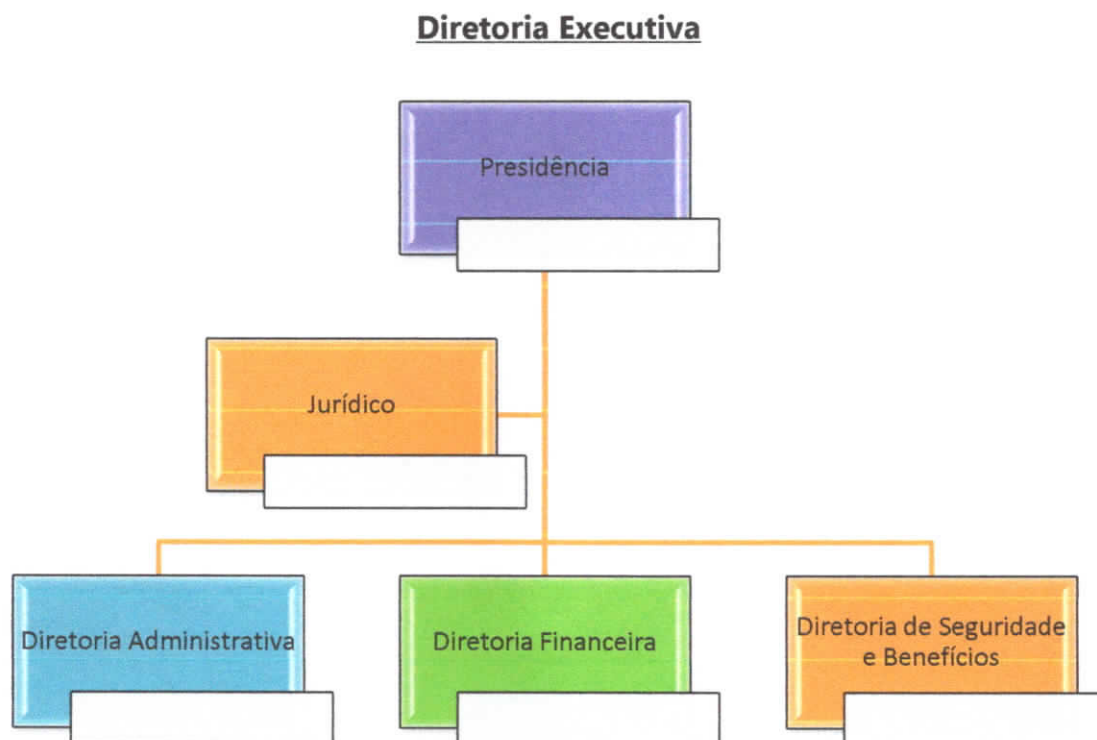 Diretoria Executiva
Presidência
Jurídico
Diretoria Administrativa
Diretoria Financeira
Diretoria de Seguridade
e Benefícios